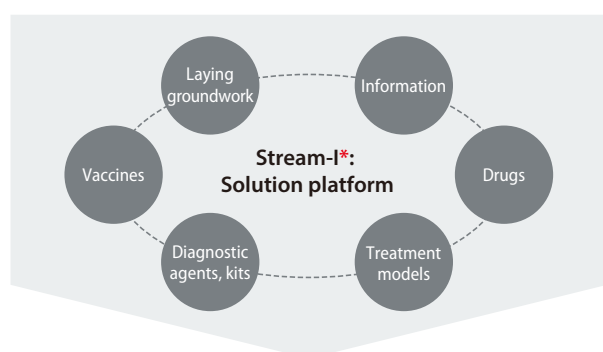 Laying
groundwork
Information
Vaccines
Stream-I*:
Solution platform
Drugs
Diagnostic
agents, kits
Treatment
models